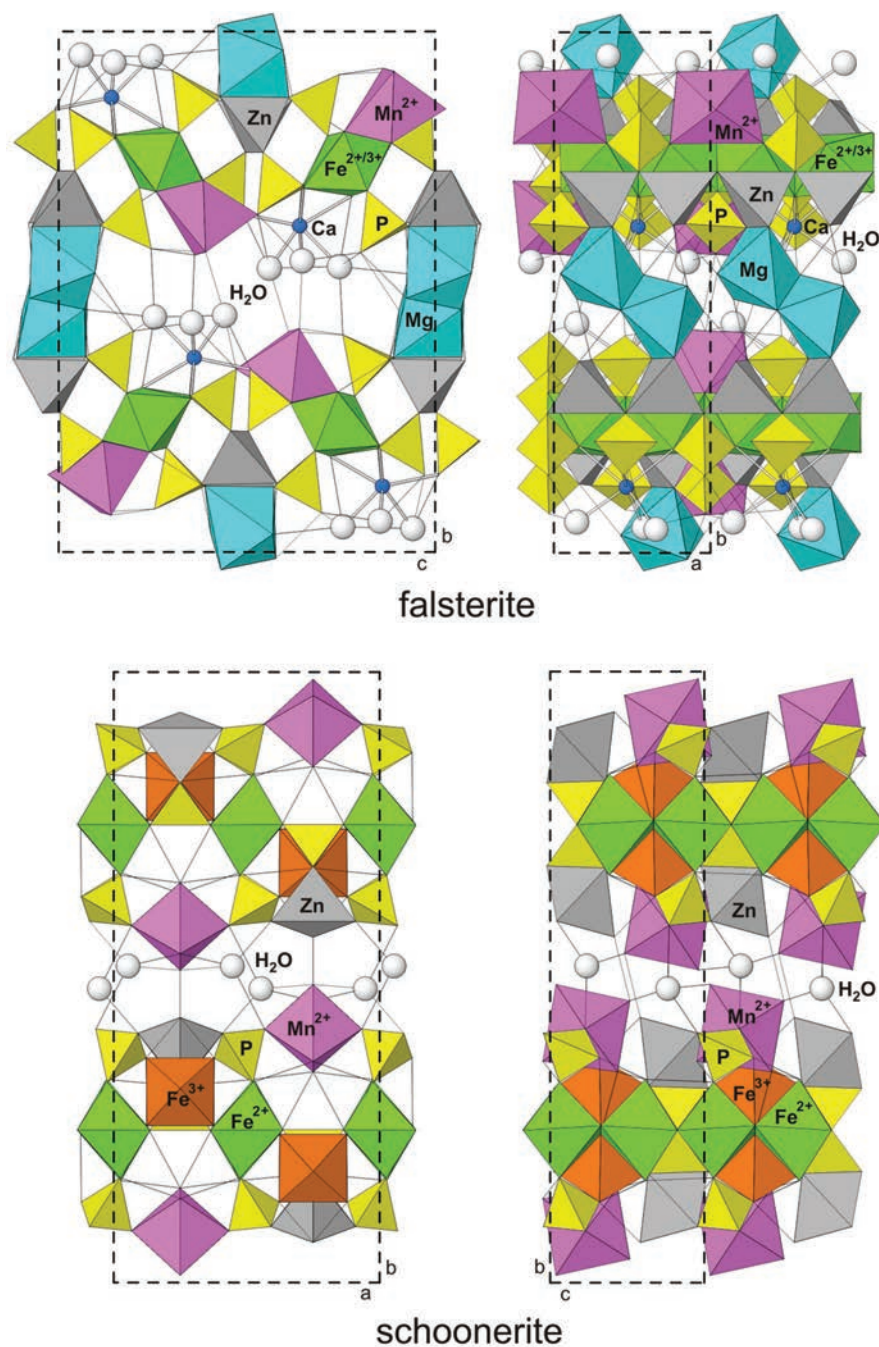 Zn
Mn2+
Fe2+/3+
Ca
P
H2O
Mg
b
c
Mn2+
Fe2+/3+
Zn
P
Ca
H2O
Mg
a
b
falsterite
Zn
H2O
Mn2+
P
Fe3+
Fe2+
b
a
Zn
H2O
Mn2+
P
Fe3+
Fe2+
b
c
schoonerite